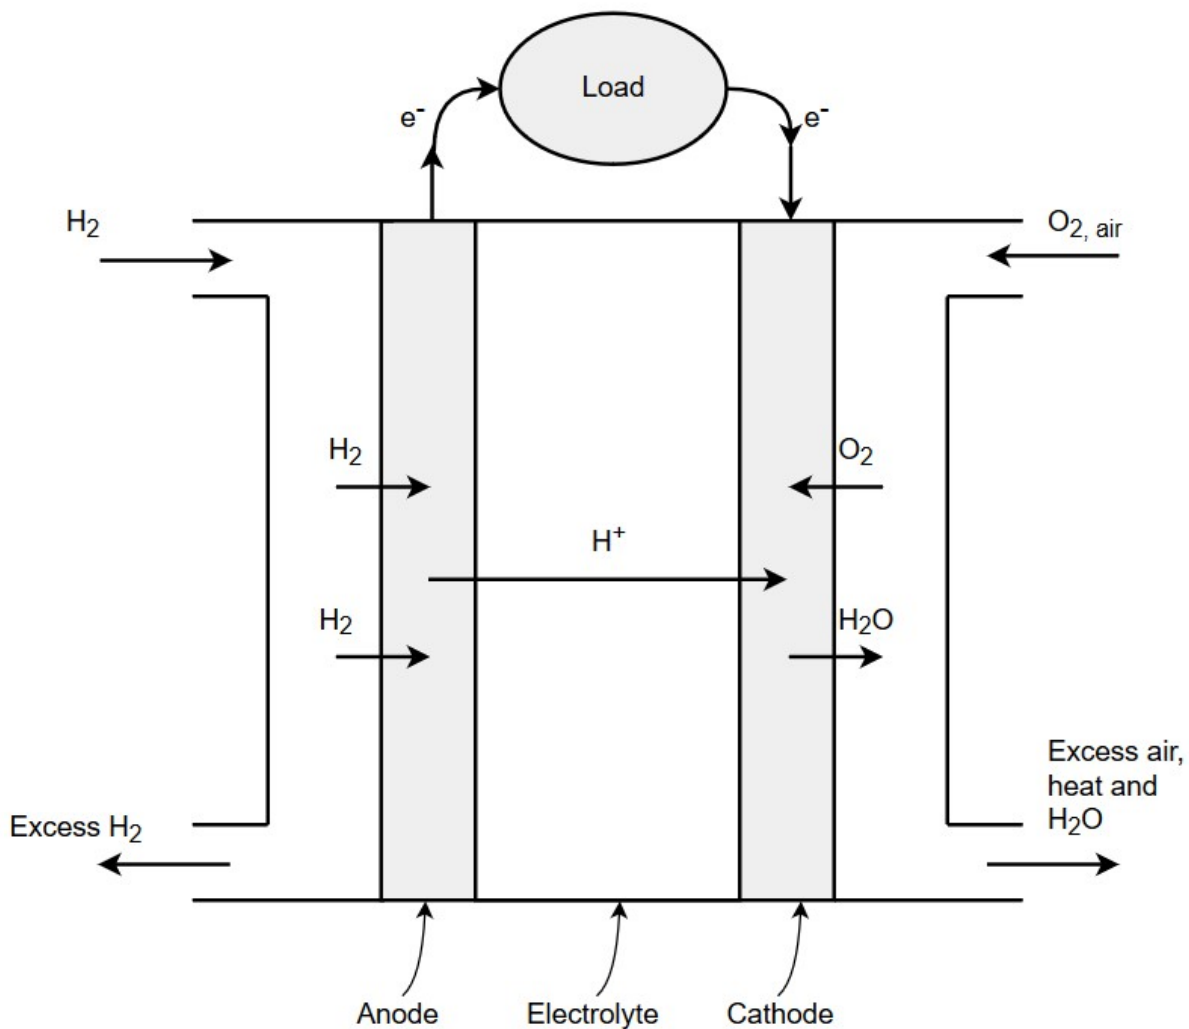 Load
e⁻
e⁻
H₂
O₂, air
H₂
O₂
H⁺
H₂
H₂O
Excess air,
heat and
H₂O
Excess H₂
Anode
Electrolyte
Cathode